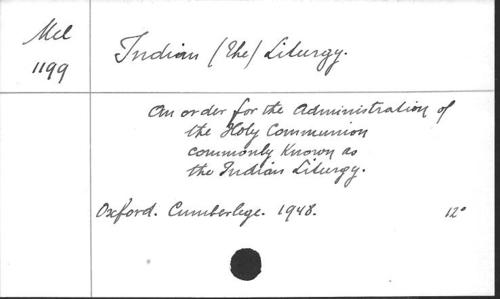 Mel
1199
Indian (The) Liturgy.
An order for the Administration of
the Holy Communion
commonly known as
the Indian Liturgy.
Oxford. Cumberlege. 1948. 12°